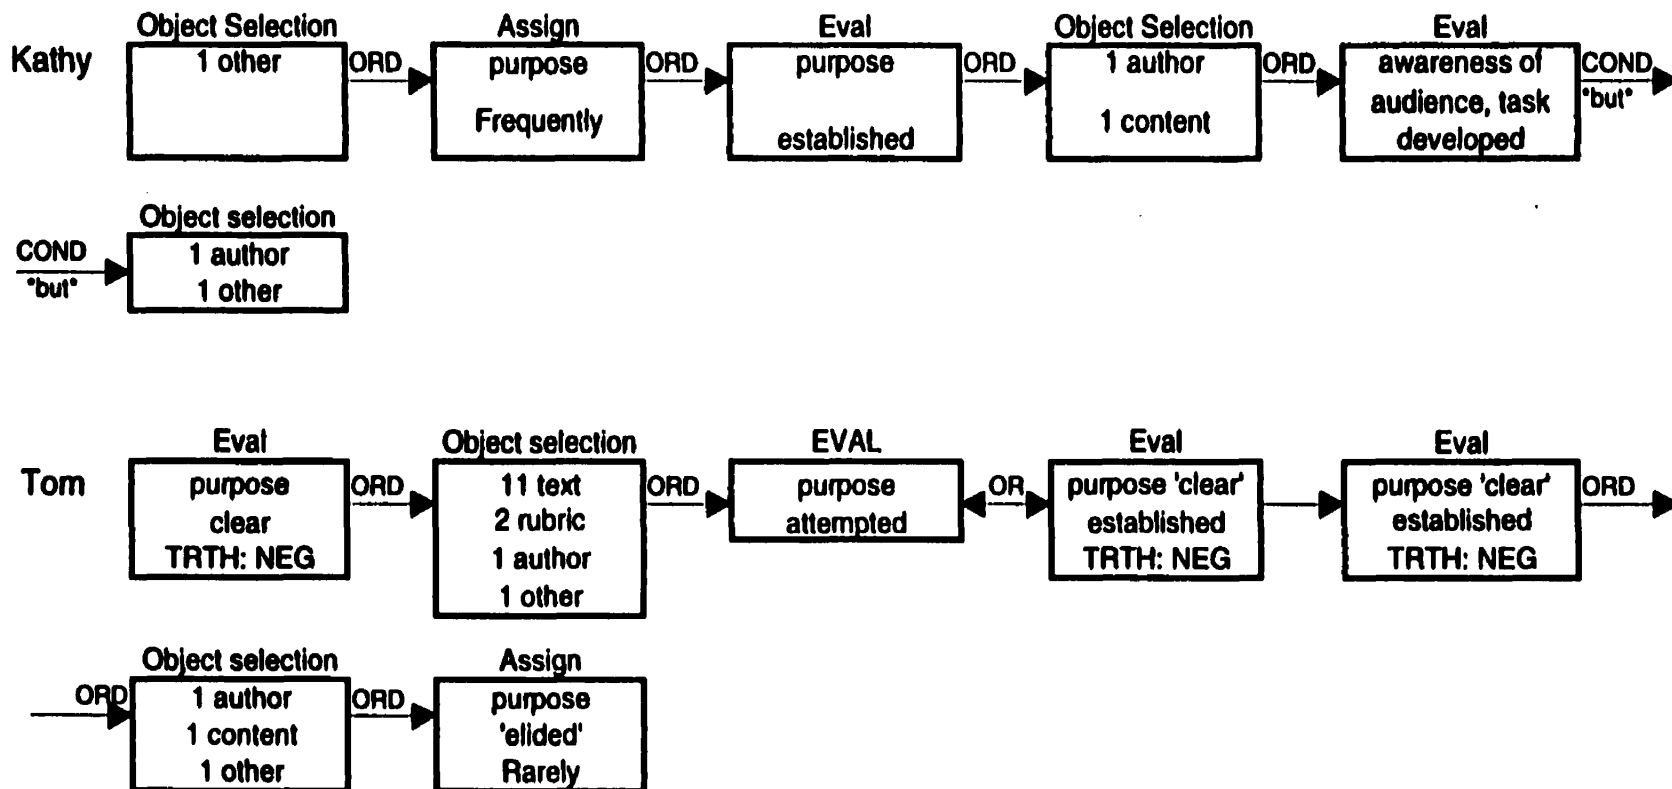 Kathy
Object Selection
1 other
ORD
Assign
purpose
Frequently
ORD
Eval
purpose
established
ORD
Object Selection
1 author
1 content
ORD
Eval
awareness of
audience, task
developed
COND
"but"
COND
"but"
Object selection
1 author
1 other
Tom
Eval
purpose
clear
TRTH: NEG
ORD
Object selection
11 text
2 rubric
1 author
1 other
ORD
EVAL
purpose
attempted
OR
Eval
purpose 'clear'
established
TRTH: NEG
Eval
purpose 'clear'
established
TRTH: NEG
ORD
ORD
Object selection
1 author
1 content
1 other
ORD
Assign
purpose
'elided'
Rarely